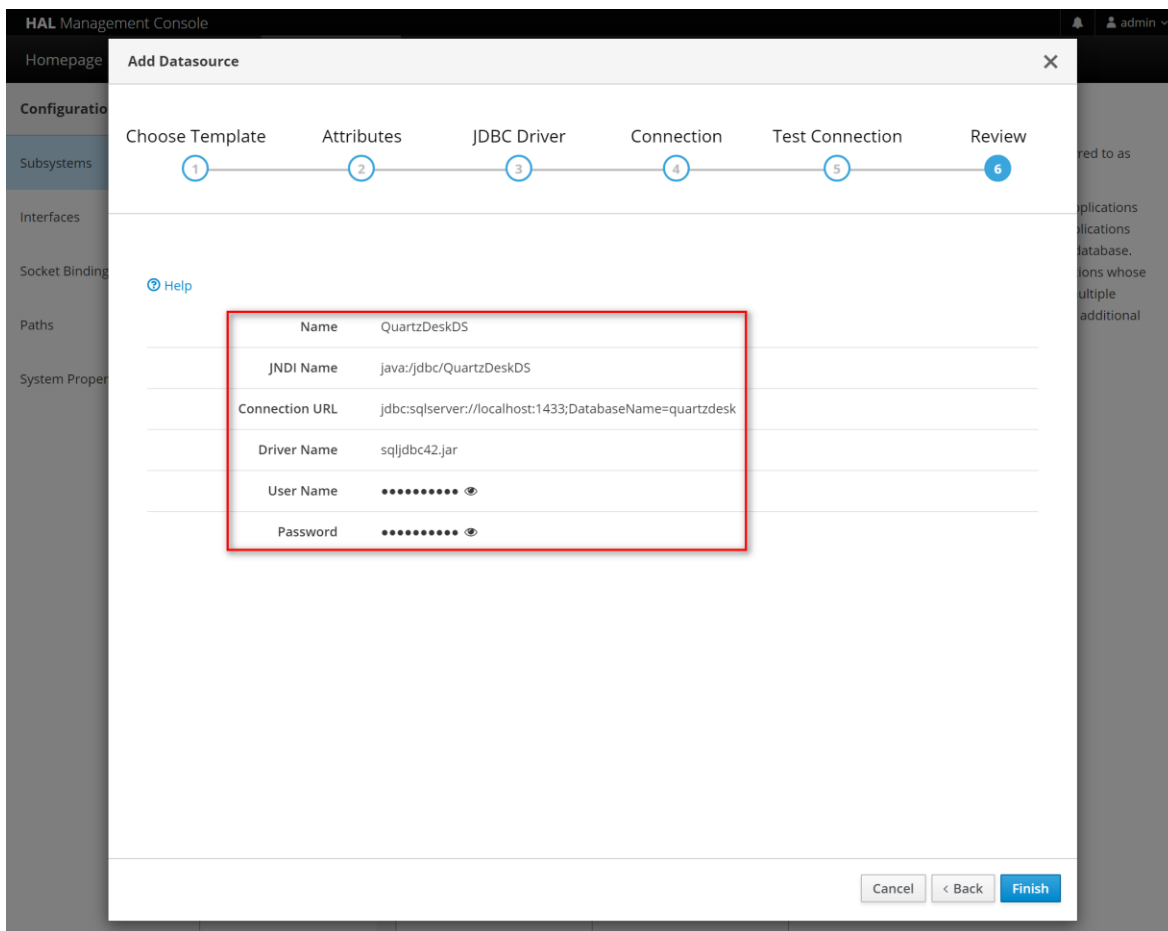 HAL Management Console
admin
Homepage
Add Datasource
Configuratio
Choose Template Attributes JDBC Driver Connection Test Connection Review
1 2 3 4 5 6
Subsystems
red to as
Interfaces
plications
plications
database.
Socket Binding
ions whose
Help
ultiple
Paths
additional
Name QuartzDeskDS
JNDI Name java:/jdbc/QuartzDeskDS
System Proper
Connection URL jdbc:sqlserver://localhost:1433;DatabaseName=quartzdesk
Driver Name sqljdbc42.jar
User Name ••••••••••
Password ••••••••••
Cancel < Back Finish